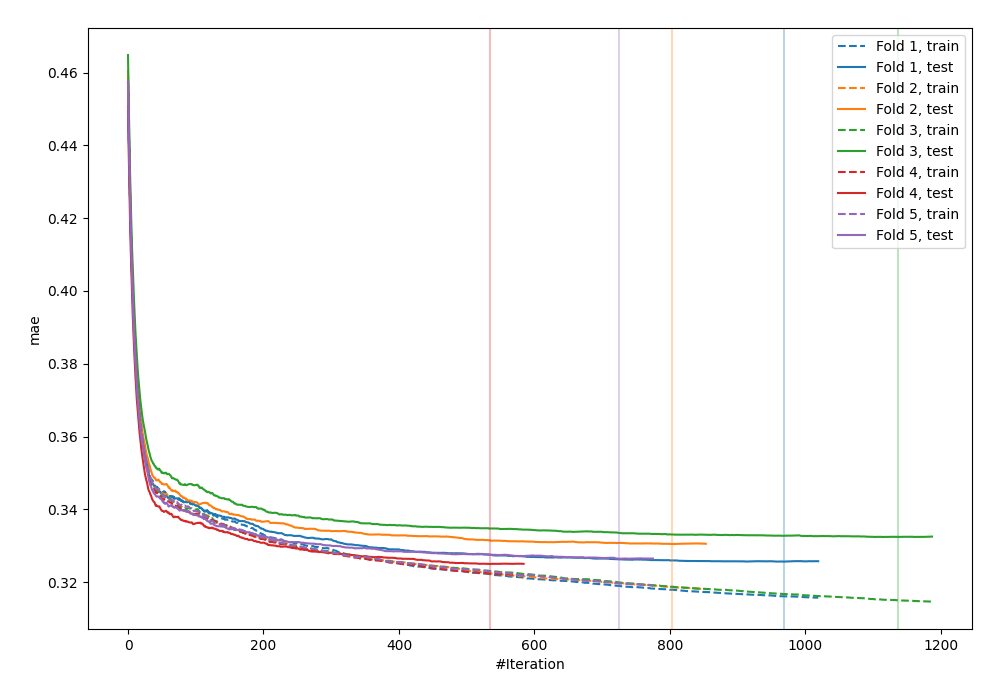 0.46
0.44
0.42
0.40
0.38
0.36
0.34
0.32
mae
0
200
400
600
800
1000
1200
#Iteration
Fold 1, train
Fold 1, test
Fold 2, train
Fold 2, test
Fold 3, train
Fold 3, test
Fold 4, train
Fold 4, test
Fold 5, train
Fold 5, test